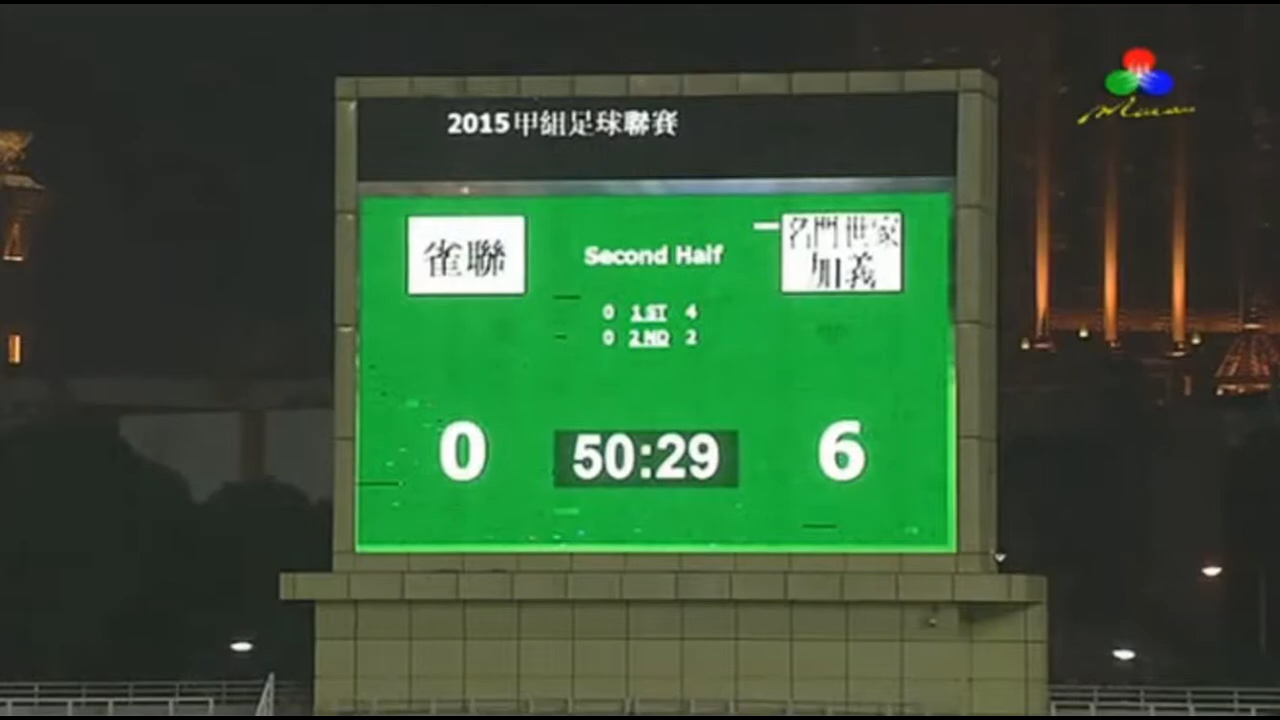 2015甲組足球聯賽
Macau
雀聯
Second Half
名門世家
加義
0 1ST 4
0 2ND 2
0
50:29
6